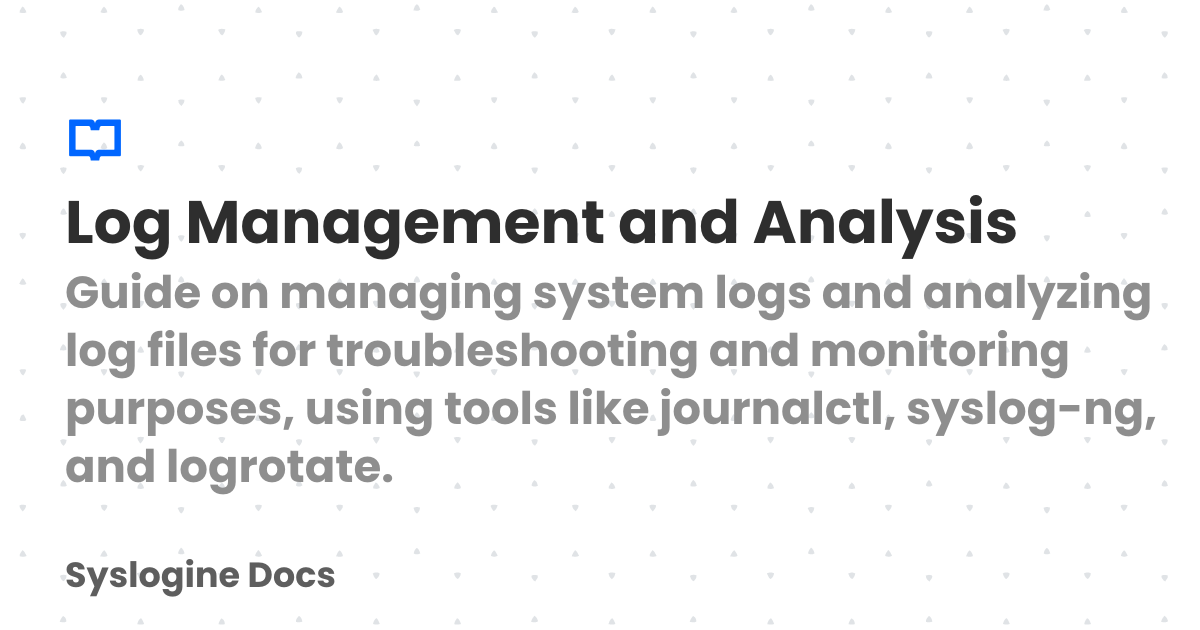 Log Management and Analysis
Guide on managing system logs and analyzing
log files for troubleshooting and monitoring
purposes, using tools like journalctl, syslog-ng,
and logrotate.
Syslogine Docs